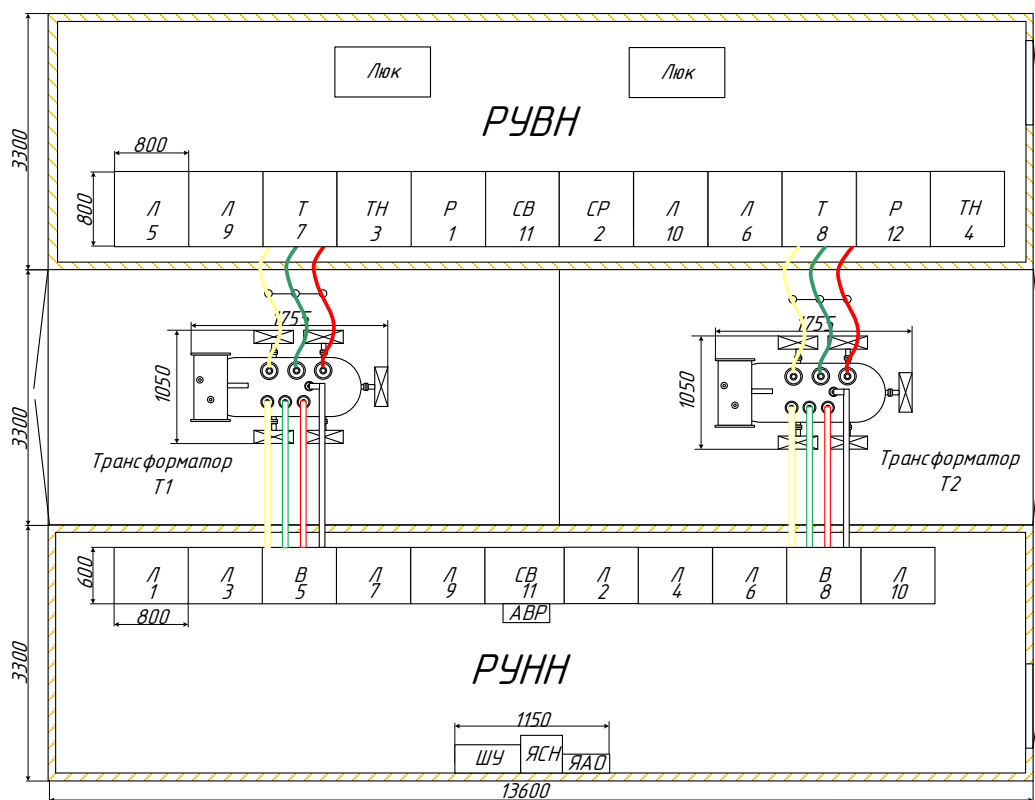 Люк Люк
РУВН
3300
800
800
Л Л Т ТН Р СВ СР Л Л Т Р ТН
5 9 7 3 1 11 2 10 6 8 12 4
1755 1755
1050 1050
3300
Трансформатор Трансформатор
Т1 Т2
600
Л Л В Л Л СВ Л Л Л В Л
1 3 5 7 9 11 2 4 6 8 10
800
АВР
3300
РУНН
1150
ШУ ЯСН ЯАО
13600